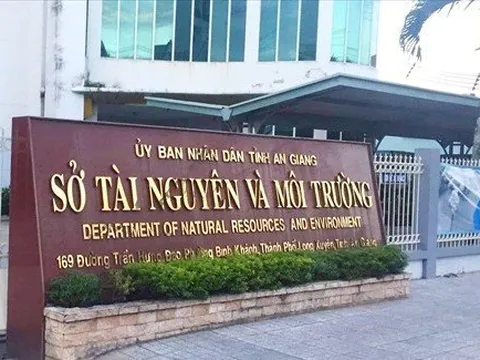 ỦY BAN NHÂN DÂN TỈNH AN GIANG
SỞ TÀI NGUYÊN VÀ MÔI TRƯỜNG
DEPARTMENT OF NATURAL RESOURCES AND ENVIRONMENT
169 Đường Trần Hưng Đạo Phường Bình Khánh, Thành Phố Long Xuyên, Tỉnh An Giang